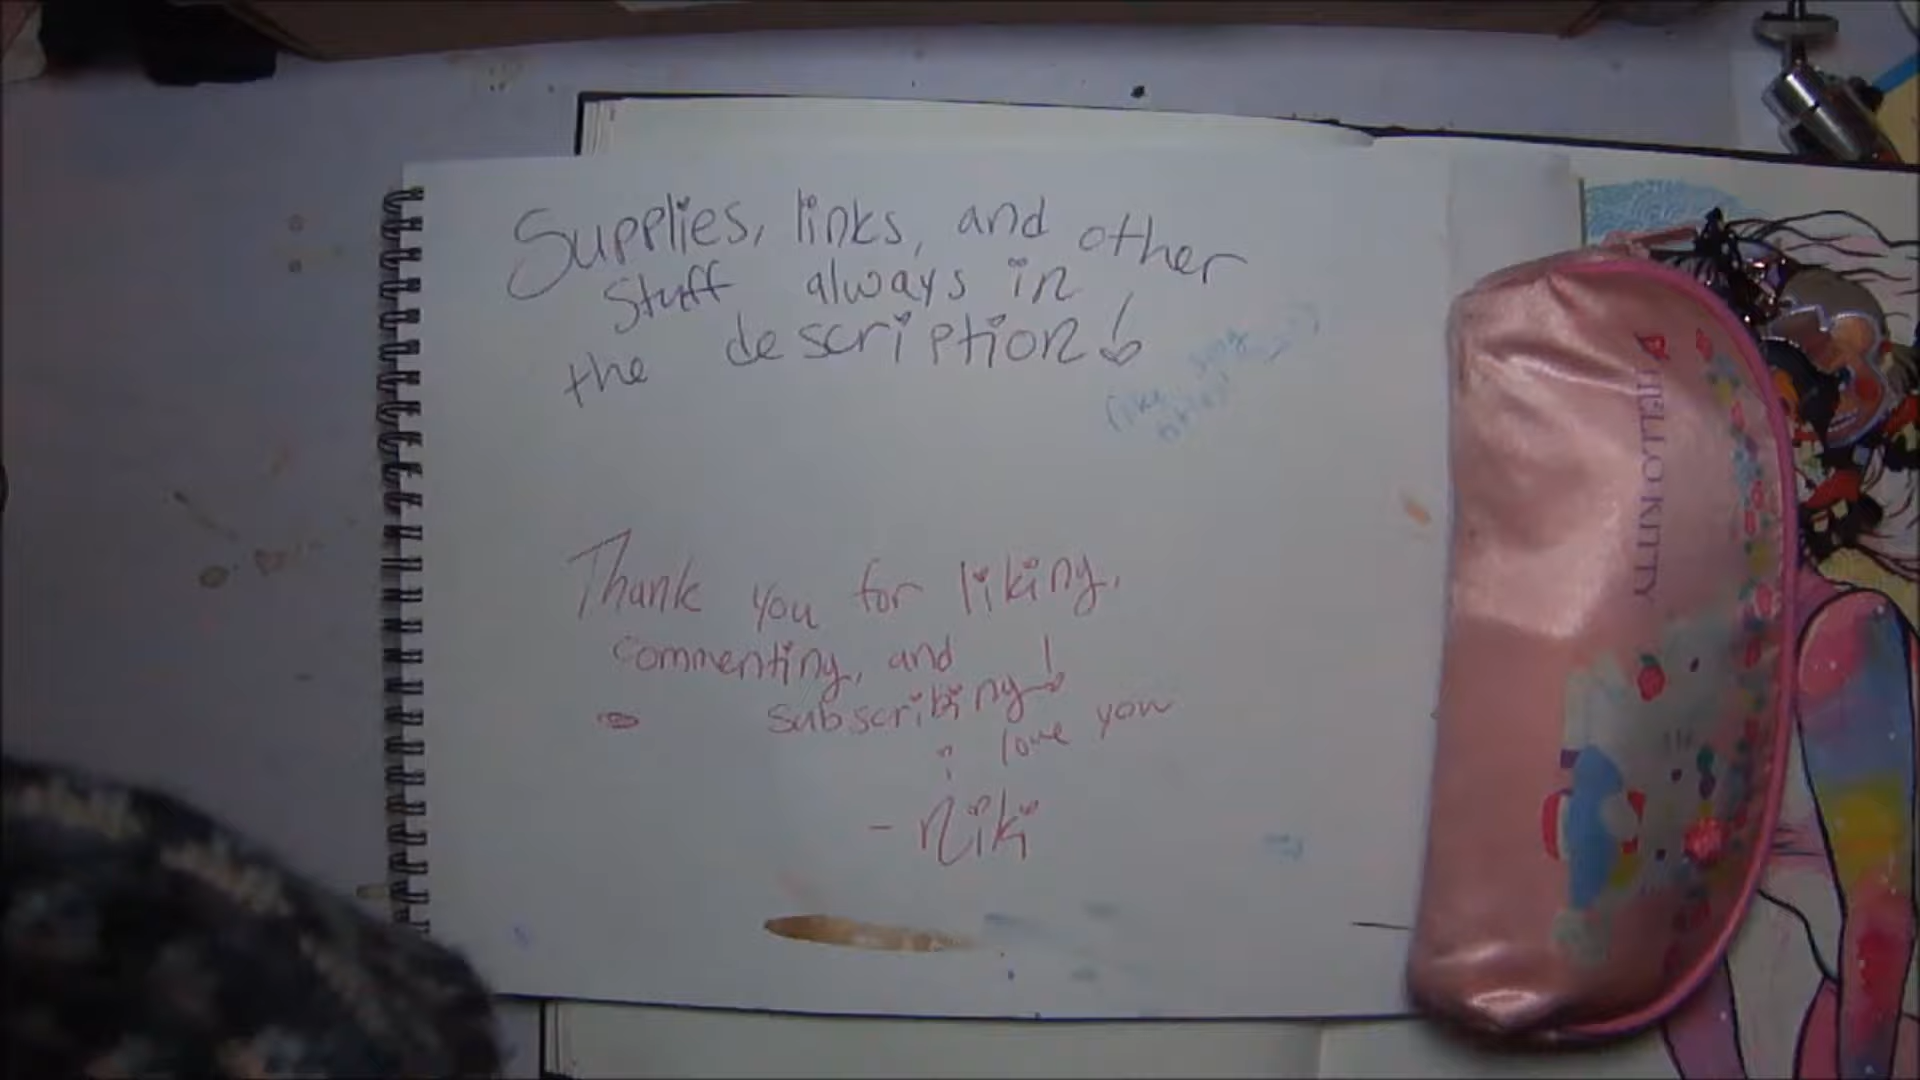 Supplies, links, and other
stuff always in
the description!
Thank you for liking,
commenting, and
subscribing!
i love you
- niki
HELLO KITTY